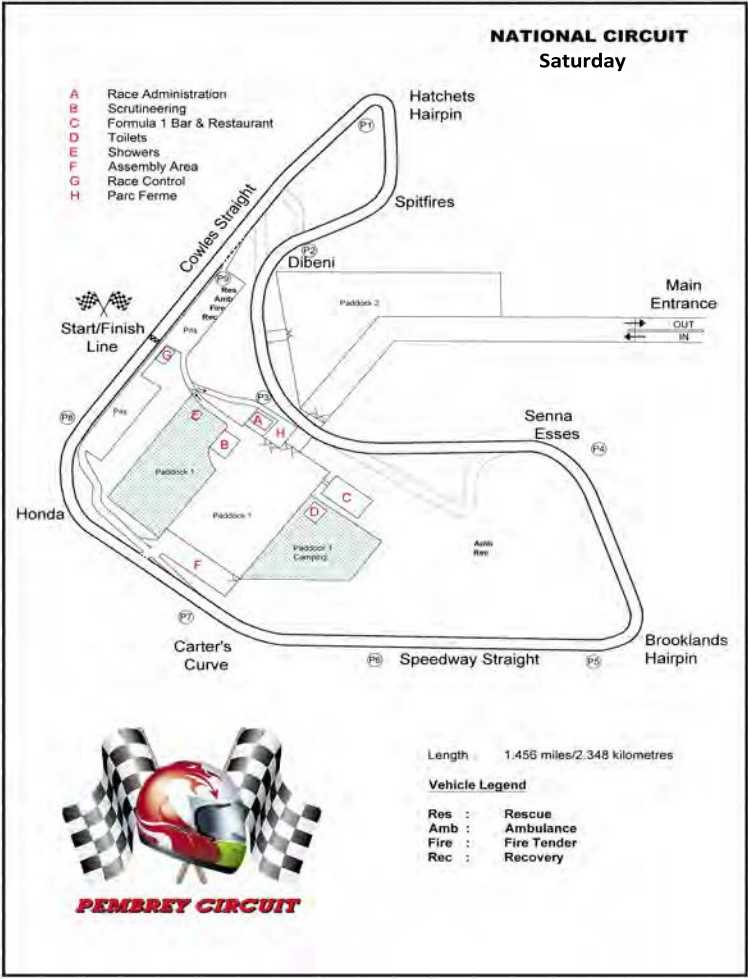 NATIONAL CIRCUIT
Saturday
A Race Administration
B Scrutineering
C Formula 1 Bar & Restaurant
D Toilets
E Showers
F Assembly Area
G Race Control
H Parc Ferme
Hatchets
Hairpin
P1
Spitfires
Cowles Straight
P2
Dibeni
P9
Res
Amb
Fire
Rec
Paddock 2
Main
Entrance
OUT
IN
Start/Finish
Line
Pits
G
P3
P8
Pits
E
A
H
B
Senna
Esses
P4
Paddock 1
C
D
Honda
Paddock 1
Paddock 1
Camping
Amb
Rec
F
P7
Carter's
Curve
P6
Speedway Straight
P5
Brooklands
Hairpin
Length 1.456 miles/2.348 kilometres
Vehicle Legend
Res : Rescue
Amb : Ambulance
Fire : Fire Tender
Rec : Recovery
PEMBREY CIRCUIT